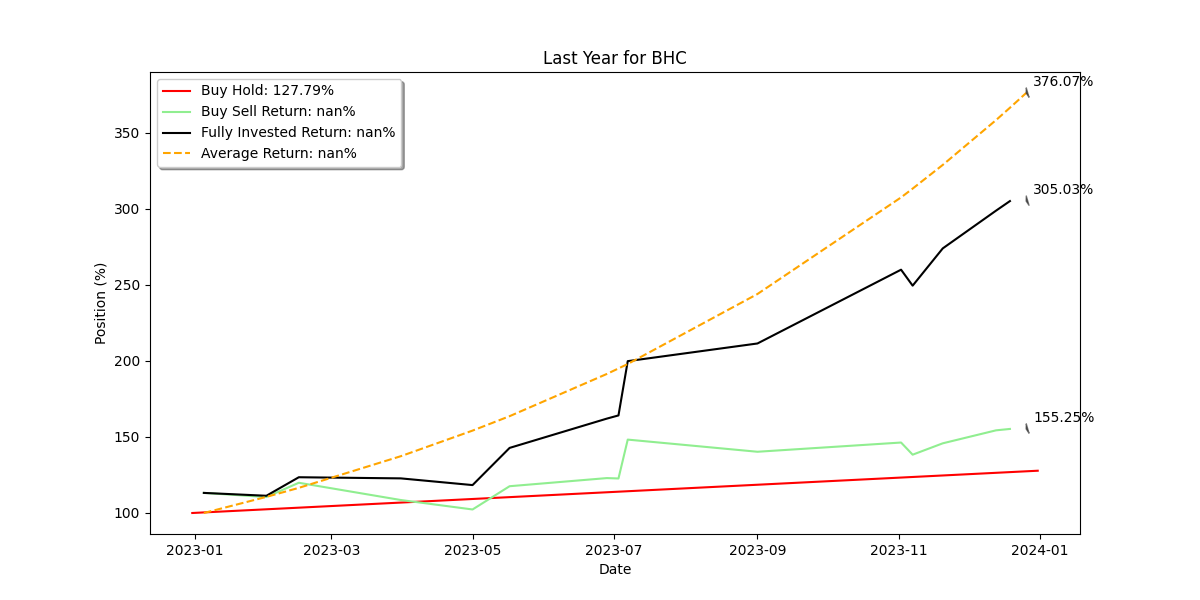 Last Year for BHC
Buy Hold: 127.79%
Buy Sell Return: nan%
Fully Invested Return: nan%
Average Return: nan%
376.07%
305.03%
155.25%
Position (%)
350
300
250
200
150
100
2023-01
2023-03
2023-05
2023-07
2023-09
2023-11
2024-01
Date